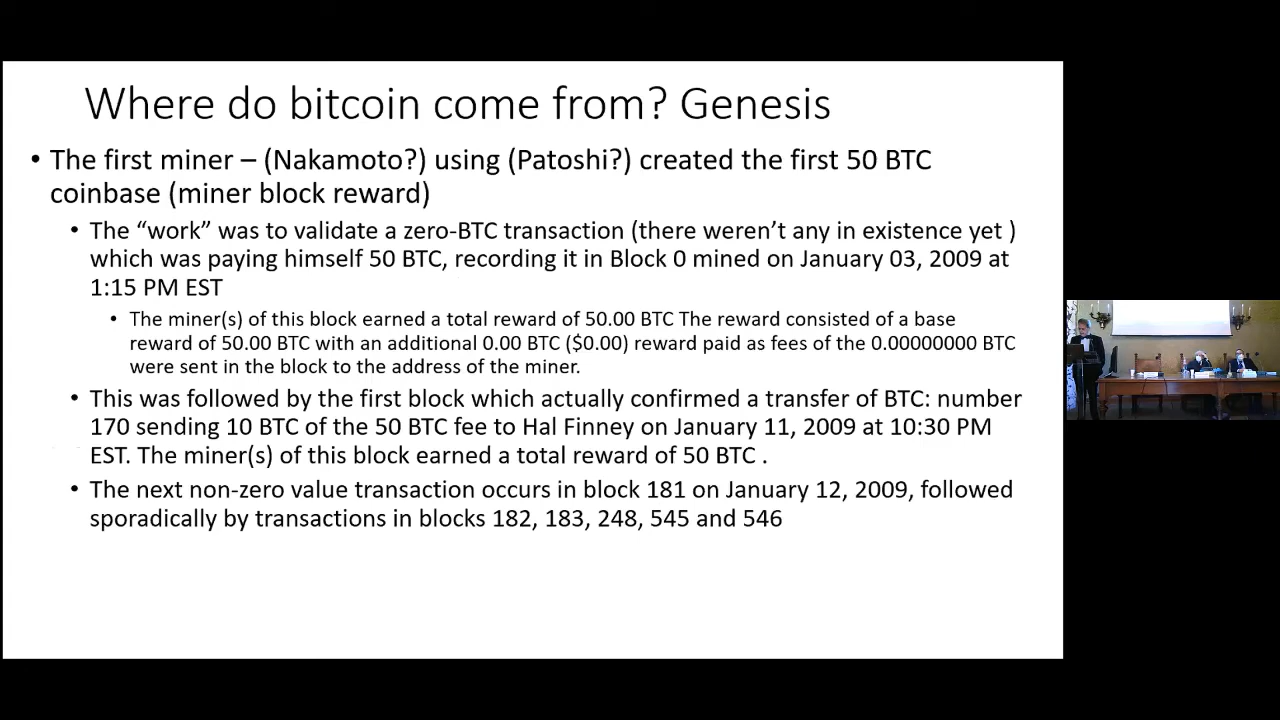 Where do bitcoin come from? Genesis
• The first miner – (Nakamoto?) using (Patoshi?) created the first 50 BTC
coinbase (miner block reward)
• The “work” was to validate a zero-BTC transaction (there weren’t any in existence yet )
which was paying himself 50 BTC, recording it in Block 0 mined on January 03, 2009 at
1:15 PM EST
• The miner(s) of this block earned a total reward of 50.00 BTC The reward consisted of a base
reward of 50.00 BTC with an additional 0.00 BTC ($0.00) reward paid as fees of the 0.00000000 BTC
were sent in the block to the address of the miner.
• This was followed by the first block which actually confirmed a transfer of BTC: number
170 sending 10 BTC of the 50 BTC fee to Hal Finney on January 11, 2009 at 10:30 PM
EST. The miner(s) of this block earned a total reward of 50 BTC .
• The next non-zero value transaction occurs in block 181 on January 12, 2009, followed
sporadically by transactions in blocks 182, 183, 248, 545 and 546